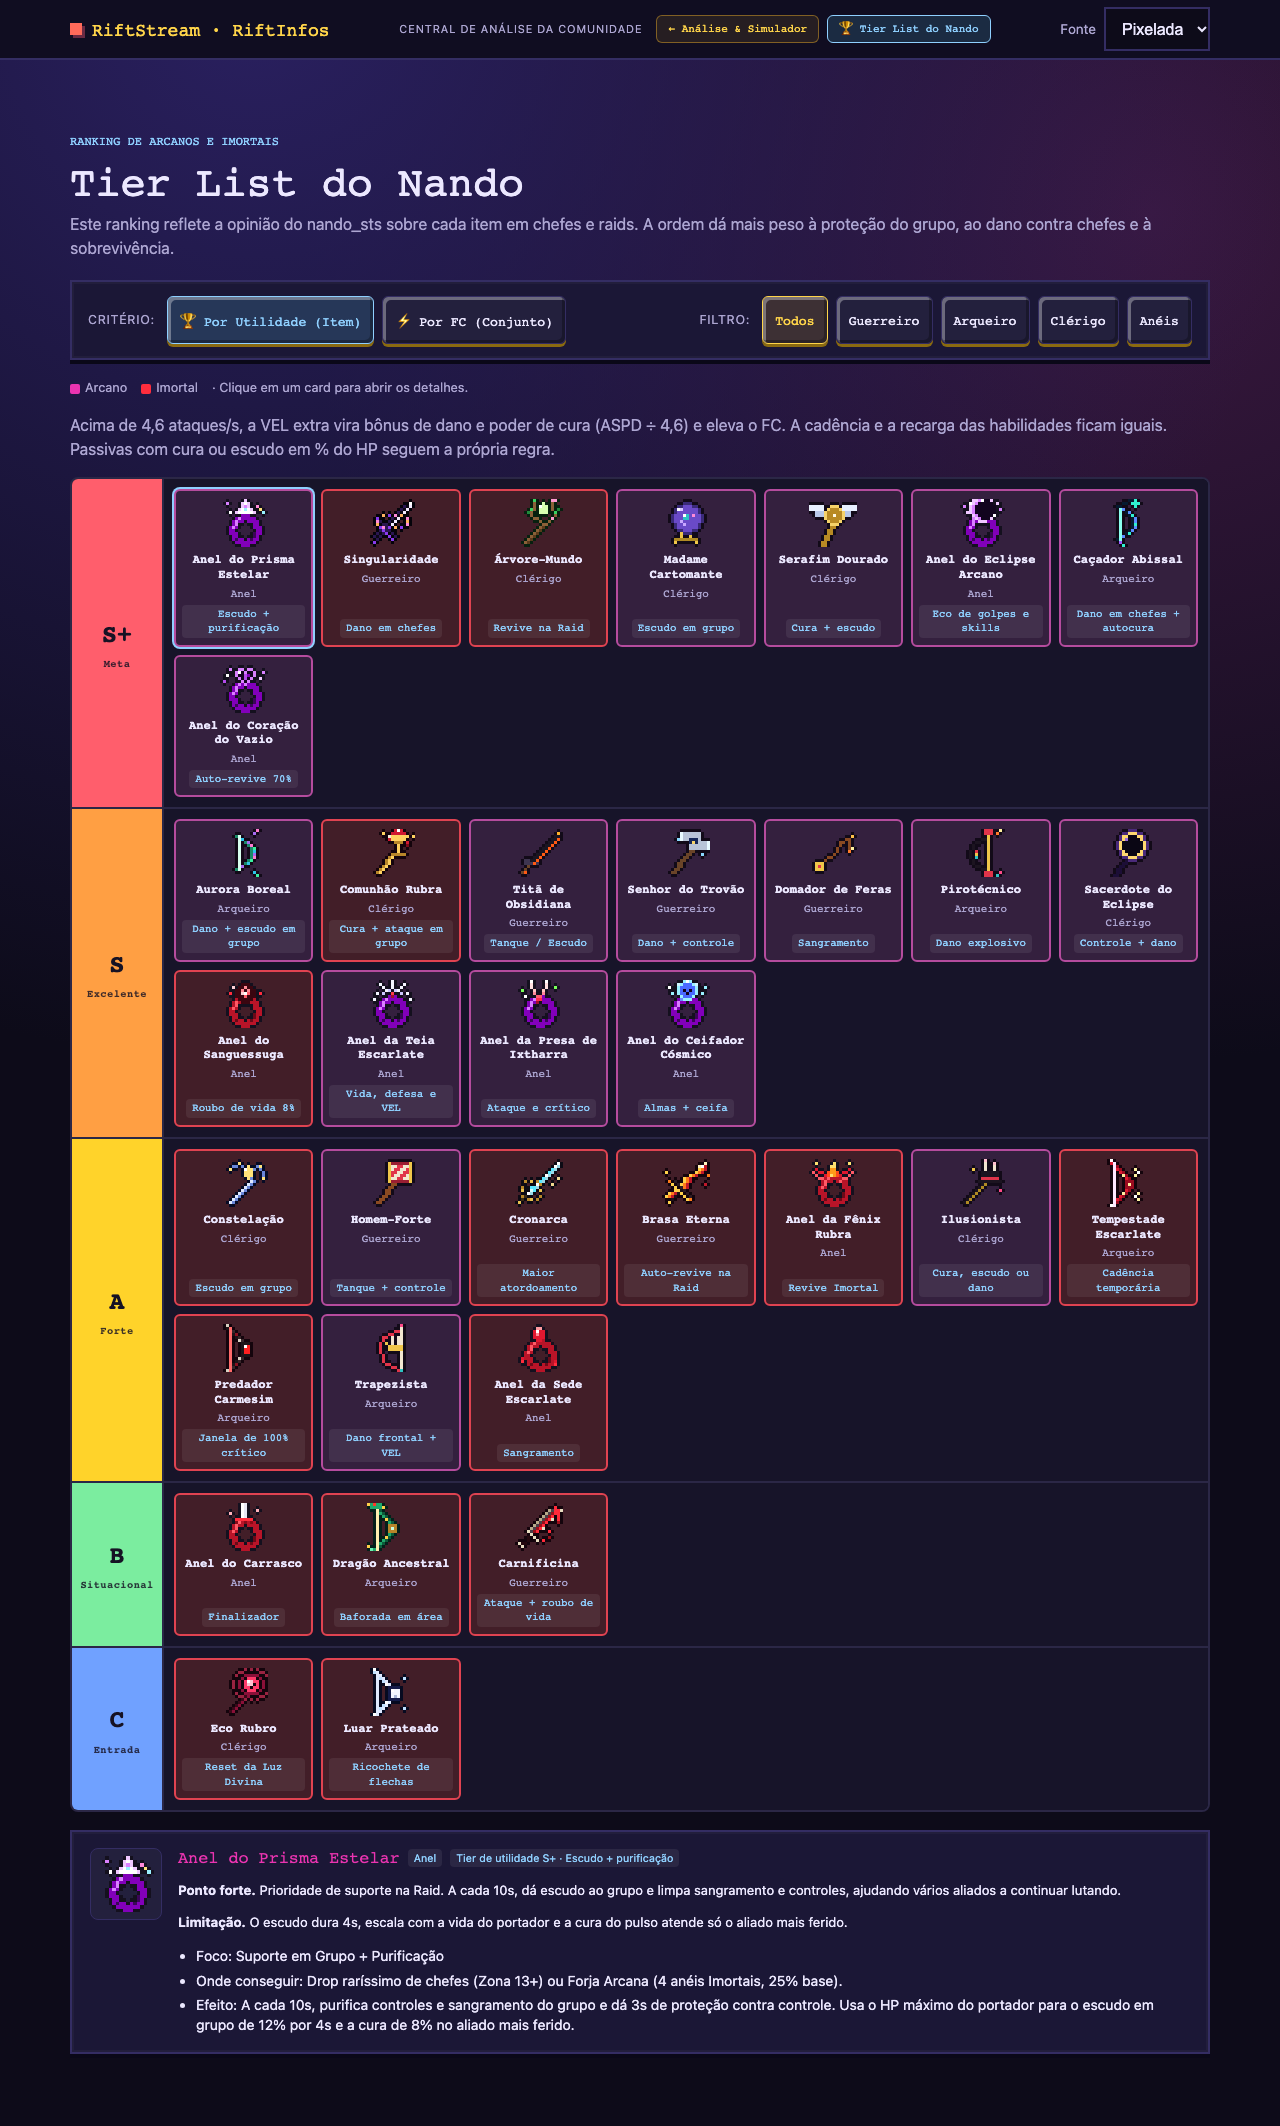 RiftStream • RiftInfos
CENTRAL DE ANÁLISE DA COMUNIDADE
← Análise & Simulador
🏆 Tier List do Nando
Fonte
Pixelada
RANKING DE ARCANOS E IMORTAIS
Tier List do Nando
Este ranking reflete a opinião do nando_sts sobre cada item em chefes e raids. A ordem dá mais peso à proteção do grupo, ao dano contra chefes e à
sobrevivência.
CRITÉRIO:
🏆 Por Utilidade (Item)
⚡ Por FC (Conjunto)
FILTRO:
Todos
Guerreiro
Arqueiro
Clérigo
Anéis
Arcano
Imortal
· Clique em um card para abrir os detalhes.
Acima de 4,6 ataques/s, a VEL extra vira bônus de dano e poder de cura (ASPD ÷ 4,6) e eleva o FC. A cadência e a recarga das habilidades ficam iguais.
Passivas com cura ou escudo em % do HP seguem a própria regra.
S+
Meta
Anel do Prisma
Estelar
Anel
Escudo +
purificação
Singularidade
Guerreiro
Dano em chefes
Árvore-Mundo
Clérigo
Revive na Raid
Madame
Cartomante
Clérigo
Escudo em grupo
Serafim Dourado
Clérigo
Cura + escudo
Anel do Eclipse
Arcano
Anel
Eco de golpes e
skills
Caçador Abissal
Arqueiro
Dano em chefes +
autocura
Anel do Coração
do Vazio
Anel
Auto-revive 70%
S
Excelente
Aurora Boreal
Arqueiro
Dano + escudo em
grupo
Comunhão Rubra
Clérigo
Cura + ataque em
grupo
Titã de
Obsidiana
Guerreiro
Tanque / Escudo
Senhor do Trovão
Guerreiro
Dano + controle
Domador de Feras
Guerreiro
Sangramento
Pirotécnico
Arqueiro
Dano explosivo
Sacerdote do
Eclipse
Clérigo
Controle + dano
Anel do
Sanguessuga
Anel
Roubo de vida 8%
Anel da Teia
Escarlate
Anel
Vida, defesa e
VEL
Anel da Presa de
Ixtharra
Anel
Ataque e crítico
Anel do Ceifador
Cósmico
Anel
Almas + ceifa
A
Forte
Constelação
Clérigo
Escudo em grupo
Homem-Forte
Guerreiro
Tanque + controle
Cronarca
Guerreiro
Maior
atordoamento
Brasa Eterna
Guerreiro
Auto-revive na
Raid
Anel da Fênix
Rubra
Anel
Revive Imortal
Ilusionista
Clérigo
Cura, escudo ou
dano
Tempestade
Escarlate
Arqueiro
Cadência
temporária
Predador
Carmesim
Arqueiro
Janela de 100%
crítico
Trapezista
Arqueiro
Dano frontal +
VEL
Anel da Sede
Escarlate
Anel
Sangramento
B
Situacional
Anel do Carrasco
Anel
Finalizador
Dragão Ancestral
Arqueiro
Baforada em área
Carnificina
Guerreiro
Ataque + roubo de
vida
C
Entrada
Eco Rubro
Clérigo
Reset da Luz
Divina
Luar Prateado
Arqueiro
Ricochete de
flechas
Anel do Prisma Estelar
Anel
Tier de utilidade S+ · Escudo + purificação
Ponto forte. Prioridade de suporte na Raid. A cada 10s, dá escudo ao grupo e limpa sangramento e controles, ajudando vários aliados a continuar lutando.
Limitação. O escudo dura 4s, escala com a vida do portador e a cura do pulso atende só o aliado mais ferido.
• Foco: Suporte em Grupo + Purificação
• Onde conseguir: Drop raríssimo de chefes (Zona 13+) ou Forja Arcana (4 anéis Imortais, 25% base).
• Efeito: A cada 10s, purifica controles e sangramento do grupo e dá 3s de proteção contra controle. Usa o HP máximo do portador para o escudo em
grupo de 12% por 4s e a cura de 8% no aliado mais ferido.